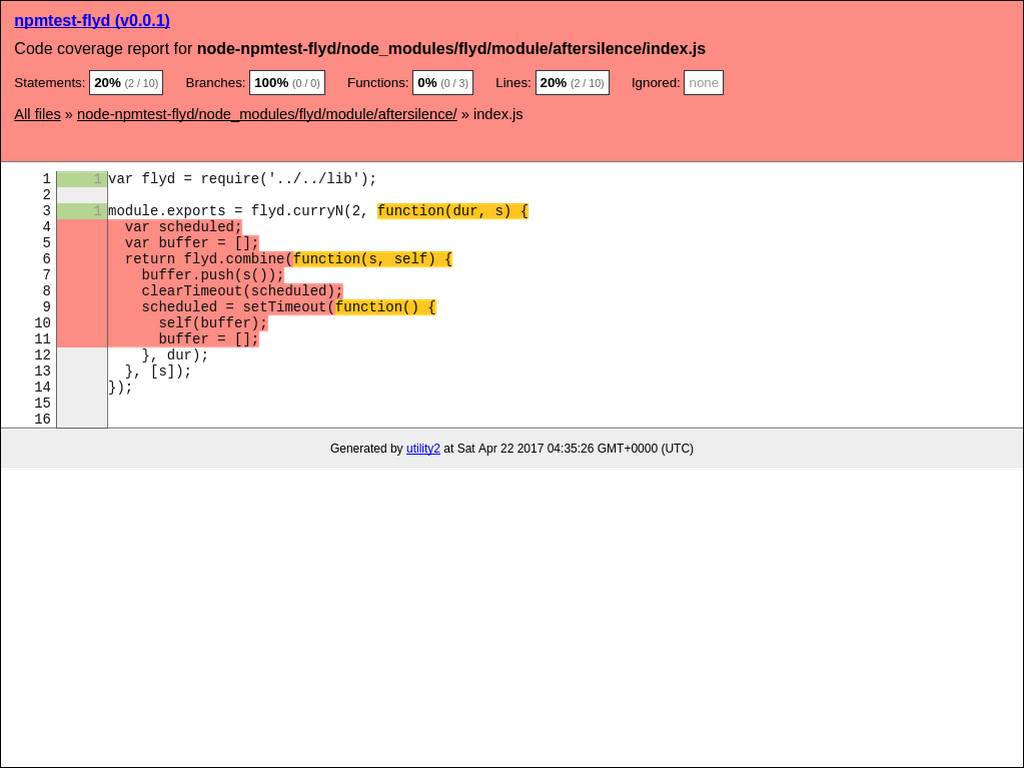 npmtest-flyd (v0.0.1)
Code coverage report for node-npmtest-flyd/node_modules/flyd/module/aftersilence/index.js
Statements: 20% (2 / 10) Branches: 100% (0 / 0) Functions: 0% (0 / 3) Lines: 20% (2 / 10) Ignored: none
All files » node-npmtest-flyd/node_modules/flyd/module/aftersilence/ » index.js
1 1 var flyd = require('../../lib');
2
3 1 module.exports = flyd.curryN(2, function(dur, s) {
4   var scheduled;
5   var buffer = [];
6   return flyd.combine(function(s, self) {
7     buffer.push(s());
8     clearTimeout(scheduled);
9     scheduled = setTimeout(function() {
10       self(buffer);
11       buffer = [];
12     }, dur);
13   }, [s]);
14 });
15
16
Generated by utility2 at Sat Apr 22 2017 04:35:26 GMT+0000 (UTC)